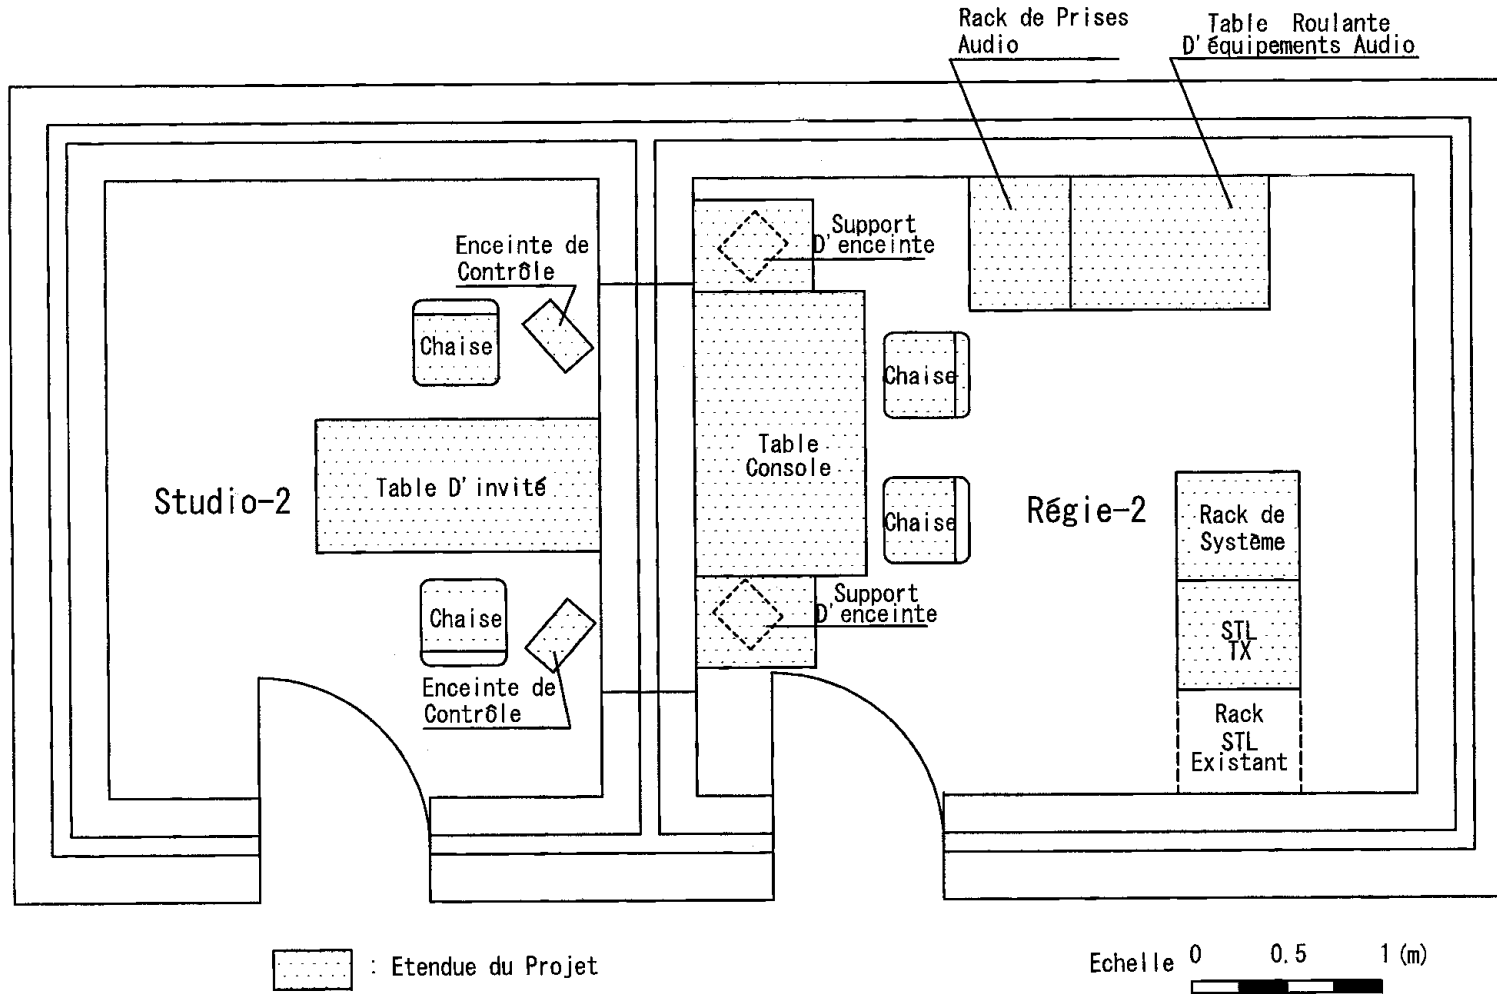 Rack de Prises
Audio
Table Roulante
D'équipements Audio
Enceinte de
Contrôle
Support
D'enceinte
Chaise
Chaise
Table D'invité
Studio-2
Table
Console
Chaise
Régie-2
Rack de
Système
Support
D'enceinte
Chaise
STL
TX
Enceinte de
Contrôle
Rack
STL
Existant
: Etendue du Projet
Echelle 0 0.5 1 (m)